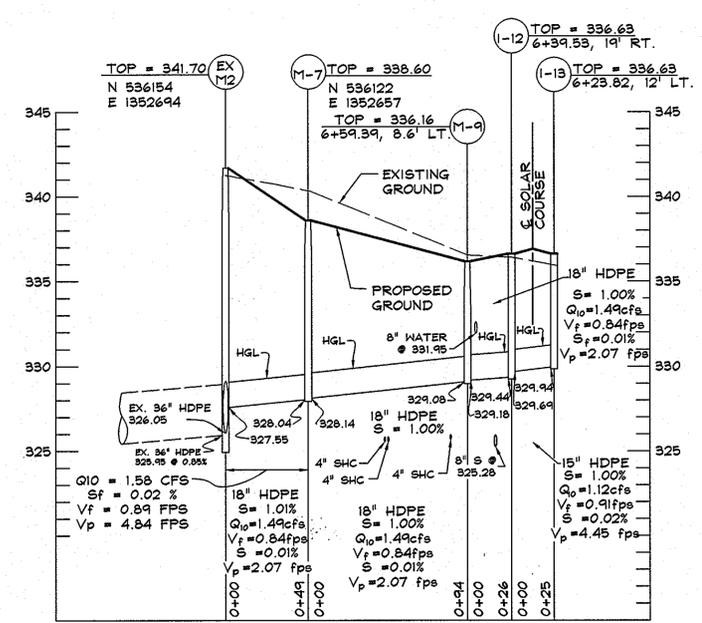 TOP = 336.63
6+39.53, 19' RT.
I-12
TOP = 341.70
EX M2
N 536154
E 1352694
M-7
TOP = 338.60
N 536122
E 1352657
I-13
TOP = 336.63
6+23.82, 12' LT.
TOP = 336.16
6+59.39, 8.6' LT.
M-9
345
345
EXISTING
GROUND
℄ SOLAR
COURSE
340
340
335
335
PROPOSED
GROUND
18" HDPE
S= 1.00%
Q10=1.49cfs
Vf=0.84fps
Sf=0.01%
Vp=2.07 fps
8" WATER
@ 331.95
HGL
HGL
HGL
HGL
330
330
EX. 36" HDPE
326.05
327.55
328.04
328.14
329.08
329.18
329.44
329.69
329.94
18" HDPE
S = 1.00%
EX. 36" HDPE
325.95 @ 0.85%
325
325
4" SHC
4" SHC
4" SHC
8" S @
325.28
Q10 = 1.58 CFS
Sf = 0.02 %
Vf = 0.89 FPS
Vp = 4.84 FPS
18" HDPE
S= 1.01%
Q10=1.49cfs
Vf=0.84fps
S =0.01%
Vp=2.07 fps
18" HDPE
S= 1.00%
Q10=1.49cfs
Vf=0.84fps
S =0.01%
Vp=2.07 fps
15" HDPE
S= 1.00%
Q10=1.12cfs
Vf=0.91fps
S =0.02%
Vp=4.45 fps
0+00
0+49
0+00
0+94
0+00
0+26
0+00
0+25